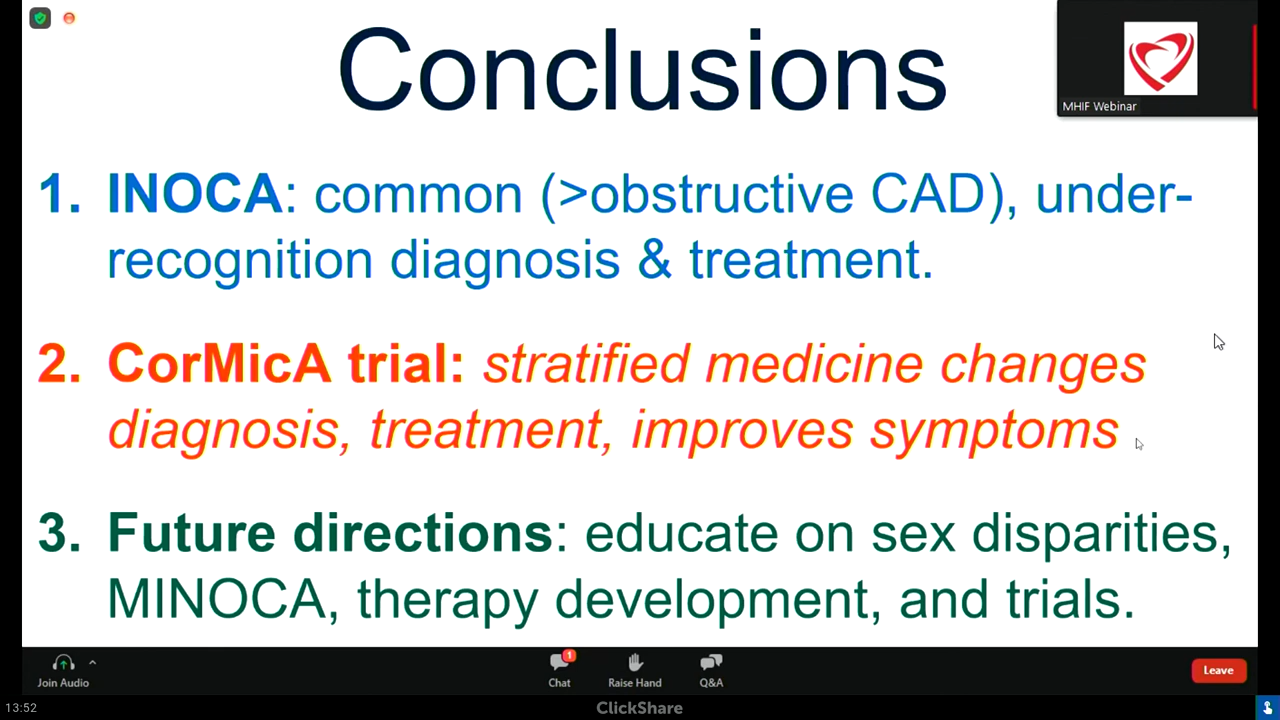 Conclusions
MHIF Webinar
1. INOCA: common (>obstructive CAD), under-
recognition diagnosis & treatment.
2. CorMicA trial: stratified medicine changes
diagnosis, treatment, improves symptoms
3. Future directions: educate on sex disparities,
MINOCA, therapy development, and trials.
Join Audio
1
Chat
Raise Hand
Q&A
Leave
13:52
ClickShare